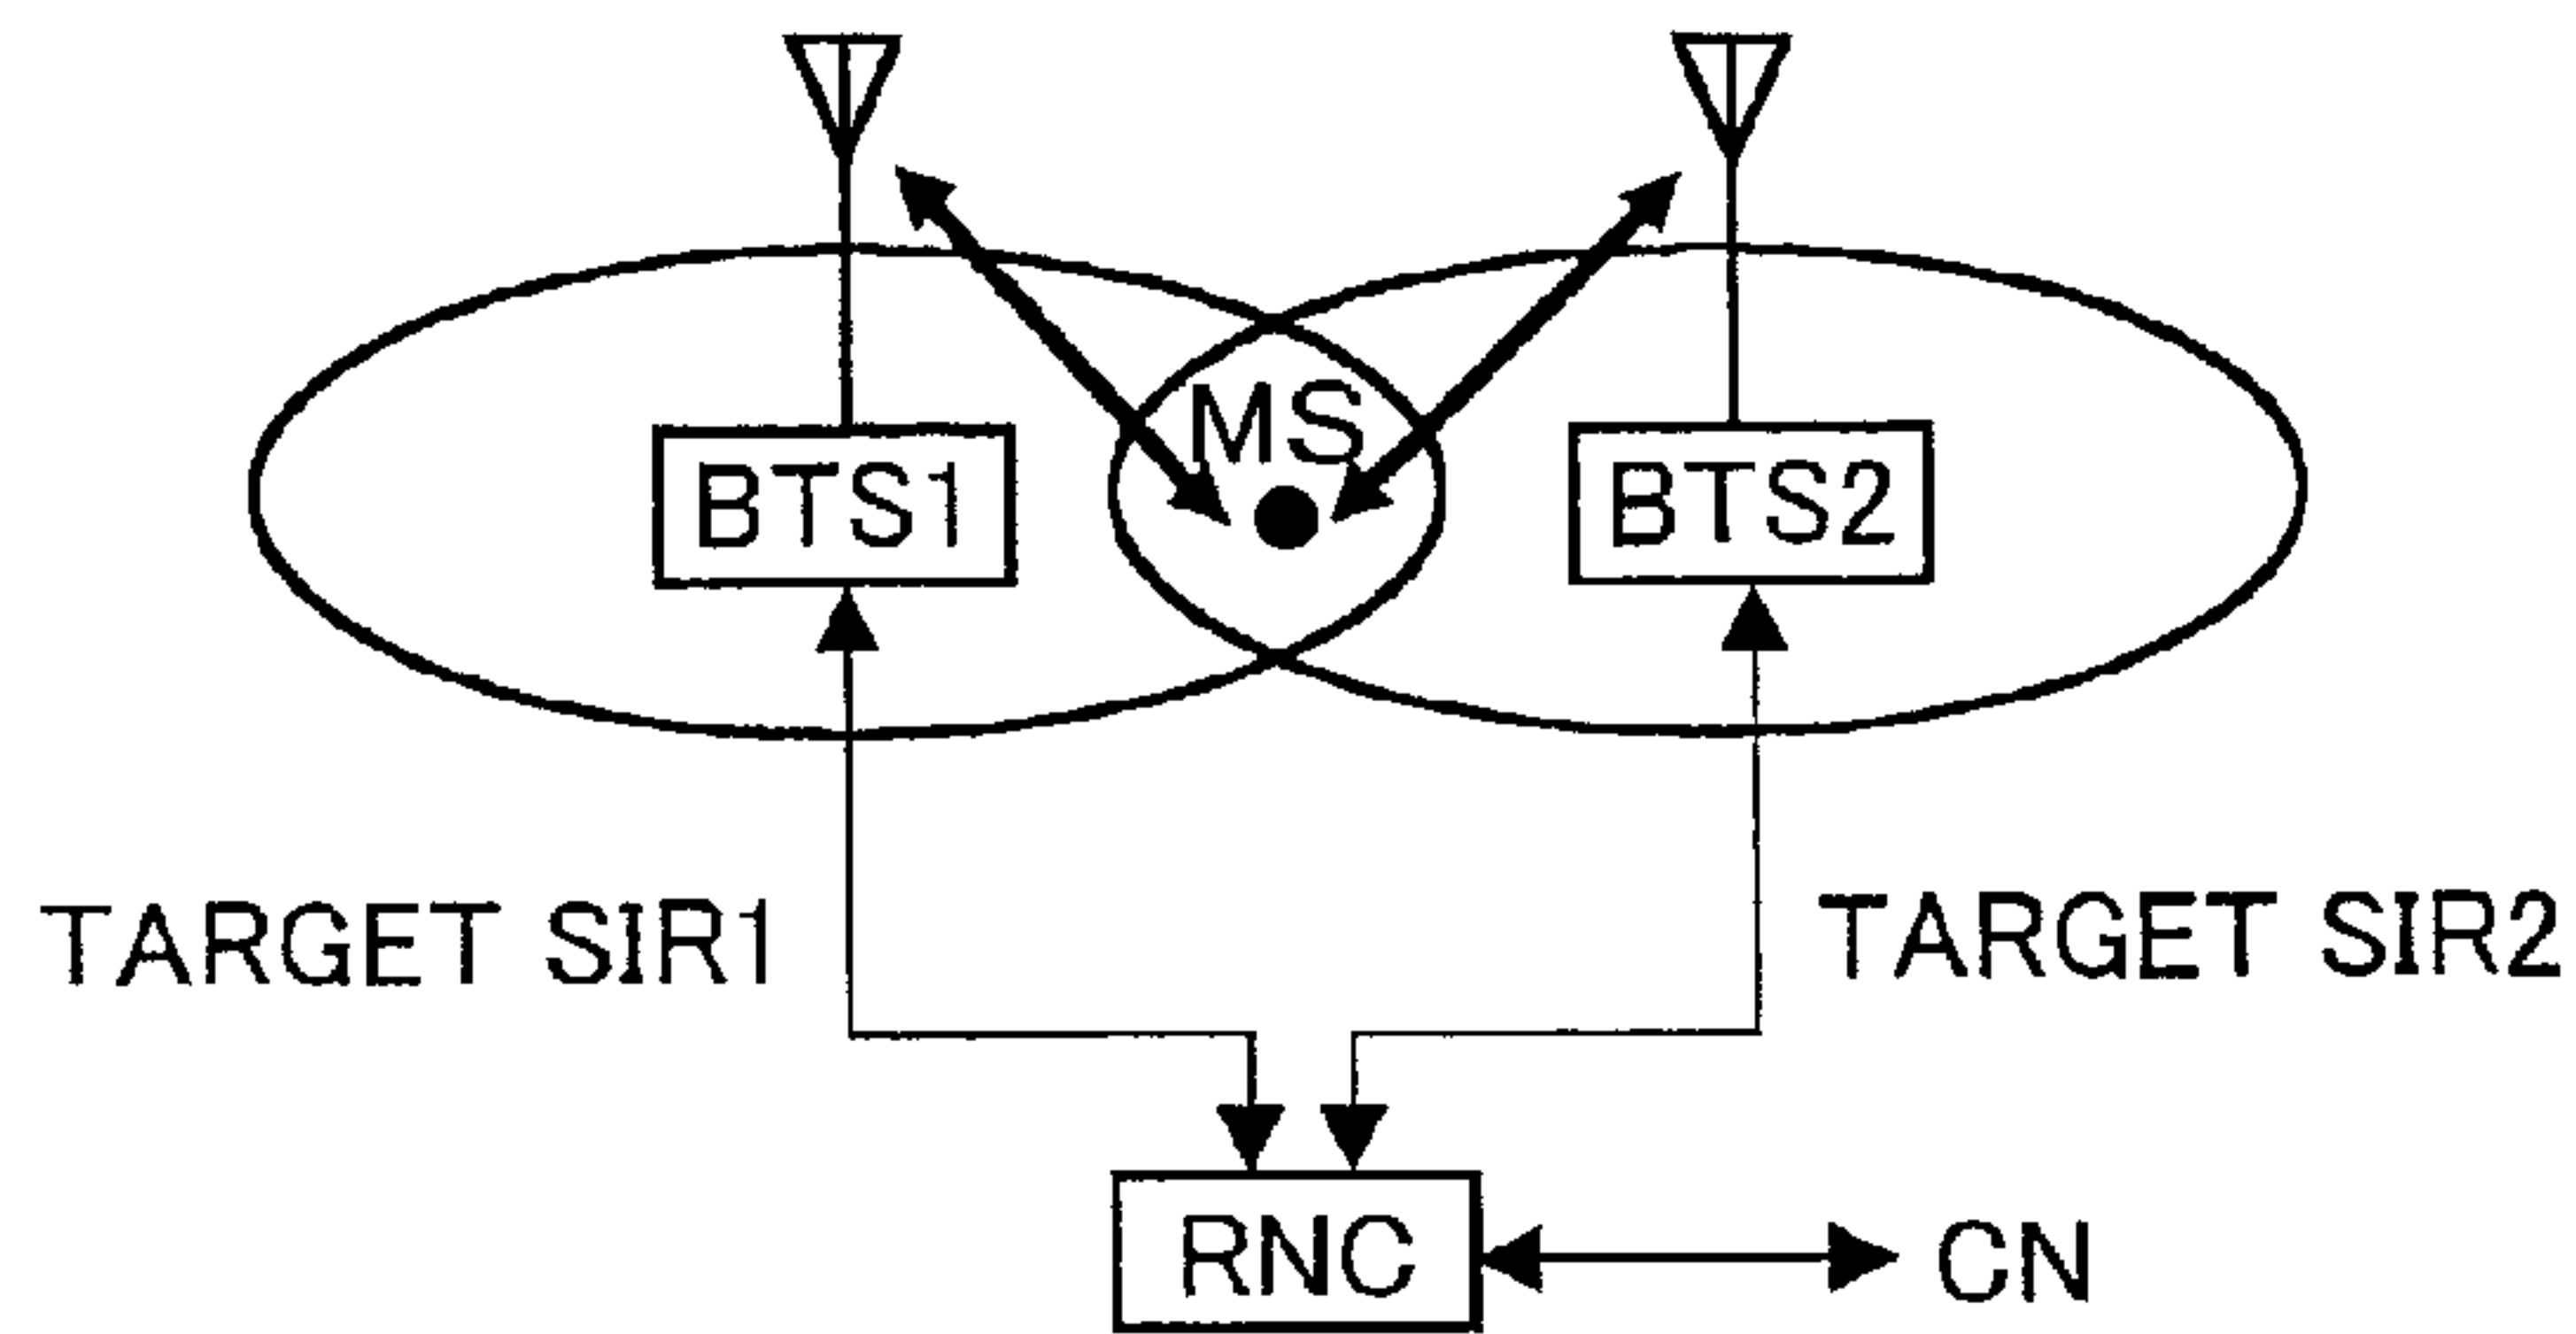 MS
BTS1
BTS2
TARGET SIR1
TARGET SIR2
RNC
CN